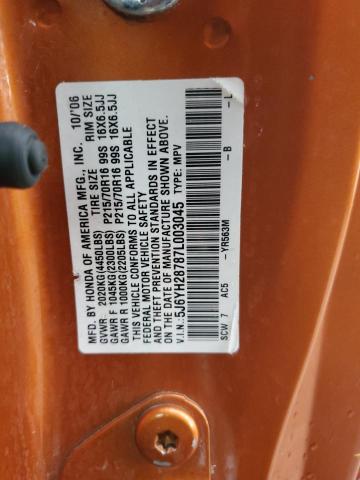 MFD. BY HONDA OF AMERICA MFG., INC. 10/'06
GVWR 2020KG(4450LBS) TIRE SIZE RIM SIZE
GAWR F 1045KG(2300LBS) P215/70R16 99S 16X6.5JJ
GAWR R 1000KG(2205LBS) P215/70R16 99S 16X6.5JJ
THIS VEHICLE CONFORMS TO ALL APPLICABLE
FEDERAL MOTOR VEHICLE SAFETY
AND THEFT PREVENTION STANDARDS IN EFFECT
ON THE DATE OF MANUFACTURE SHOWN ABOVE.
V.I.N.: 5J6YH28787L003045 TYPE: MPV
SCW 7 AC5 -YR563M -B -L